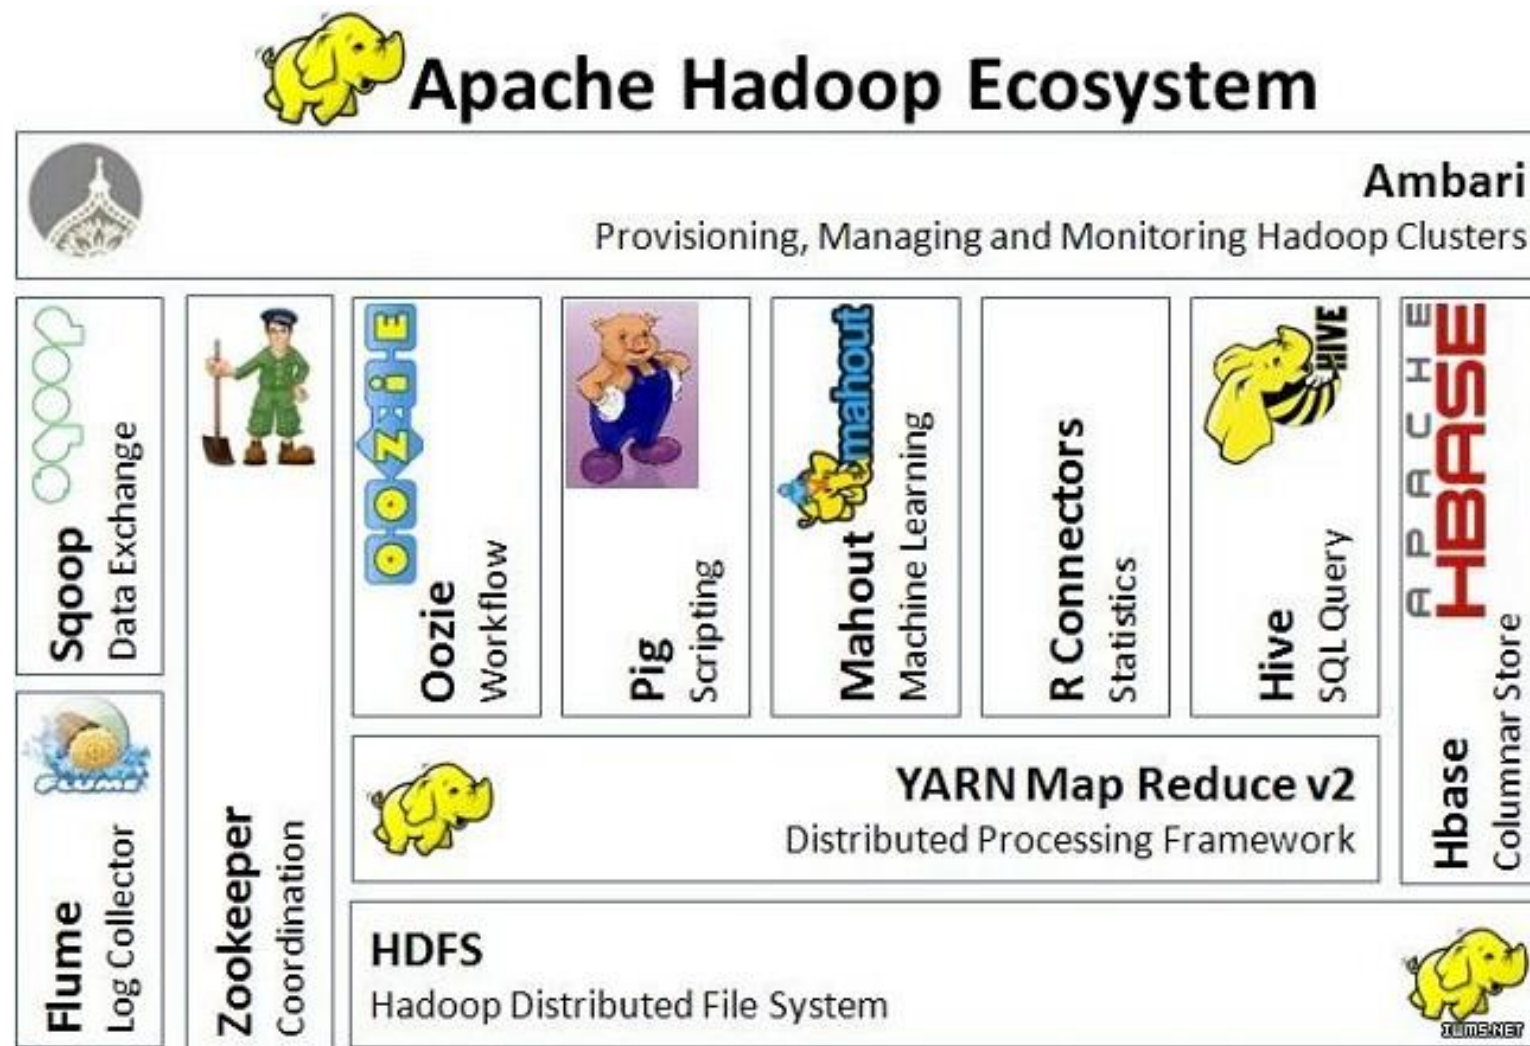 Apache Hadoop Ecosystem
Ambari
Provisioning, Managing and Monitoring Hadoop Clusters
sqoop
Sqoop
Data Exchange
FLUME
Flume
Log Collector
Zookeeper
Coordination
OOZIE
Oozie
Workflow
Pig
Scripting
mahout
Mahout
Machine Learning
R Connectors
Statistics
HIVE
Hive
SQL Query
APACHE
HBASE
Hbase
Columnar Store
YARN Map Reduce v2
Distributed Processing Framework
HDFS
Hadoop Distributed File System